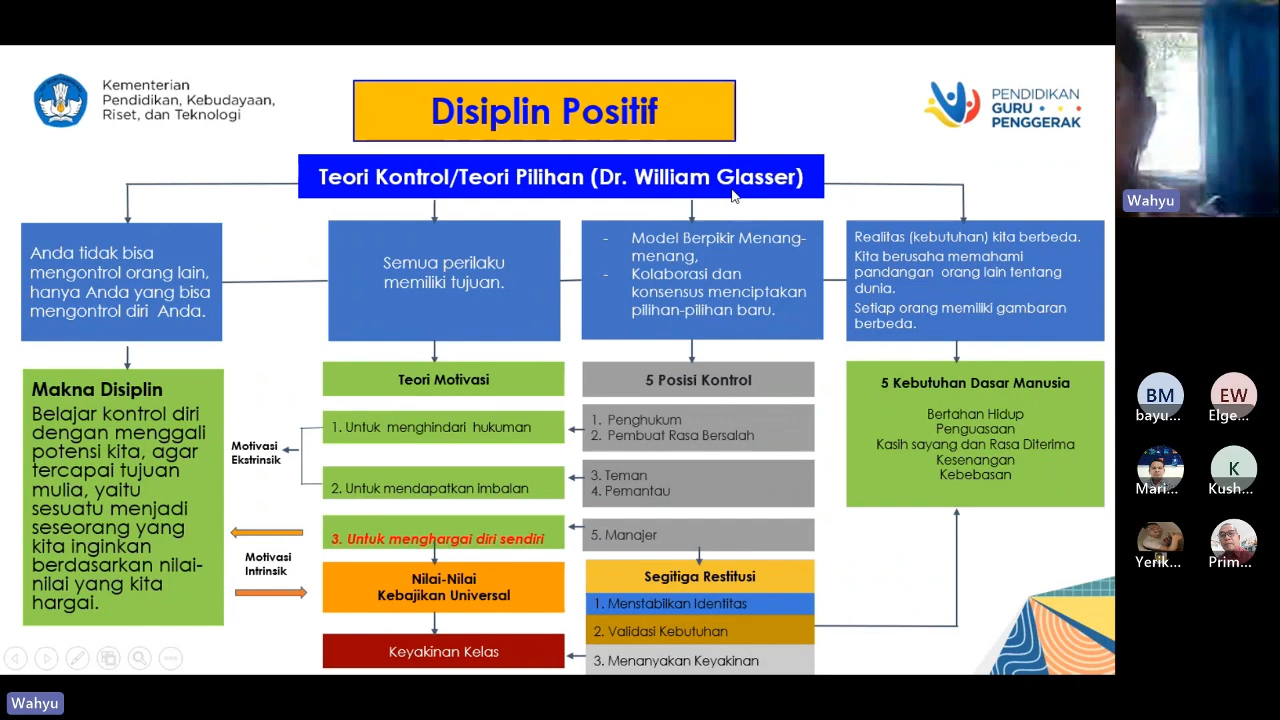 Kementerian
Pendidikan, Kebudayaan,
Riset, dan Teknologi
Disiplin Positif
PENDIDIKAN
GURU
PENGGERAK
Teori Kontrol/Teori Pilihan (Dr. William Glasser)
Anda tidak bisa
mengontrol orang lain,
hanya Anda yang bisa
mengontrol diri Anda.
Semua perilaku
memiliki tujuan.
- Model Berpikir Menang-
menang,
- Kolaborasi dan
konsensus menciptakan
pilihan-pilihan baru.
Realitas (kebutuhan) kita berbeda.
Kita berusaha memahami
pandangan orang lain tentang
dunia.
Setiap orang memiliki gambaran
berbeda.
Makna Disiplin
Belajar kontrol diri
dengan menggali
potensi kita, agar
tercapai tujuan
mulia, yaitu
sesuatu menjadi
seseorang yang
kita inginkan
berdasarkan nilai-
nilai yang kita
hargai.
Motivasi
Ekstrinsik
Motivasi
Intrinsik
Teori Motivasi
1. Untuk menghindari hukuman
2. Untuk mendapatkan imbalan
3. Untuk menghargai diri sendiri
Nilai-Nilai
Kebajikan Universal
Keyakinan Kelas
5 Posisi Kontrol
1. Penghukum
2. Pembuat Rasa Bersalah
3. Teman
4. Pemantau
5. Manajer
Segitiga Restitusi
1. Menstabilkan Identitas
2. Validasi Kebutuhan
3. Menanyakan Keyakinan
5 Kebutuhan Dasar Manusia
Bertahan Hidup
Penguasaan
Kasih sayang dan Rasa Diterima
Kesenangan
Kebebasan
Wahyu
BM
EW
bayu...
Elge...
K
Mari...
Kush...
Yerik...
Prim...
Wahyu